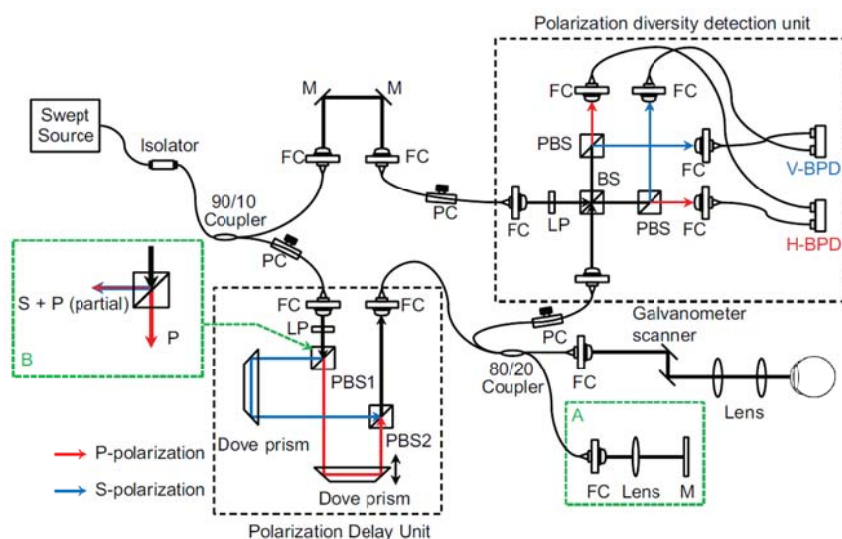 Polarization diversity detection unit
M M
FC FC
Swept
Source
Isolator
FC FC
PBS
FC
V-BPD
BS
90/10
Coupler
PC
FC
LP
PBS
FC
H-BPD
PC
S + P (partial)
P
B
FC
FC
LP
PBS1
PBS2
Dove prism
Dove prism
P-polarization
S-polarization
Polarization Delay Unit
PC
80/20
Coupler
Galvanometer
scanner
FC
Lens
A
FC Lens M